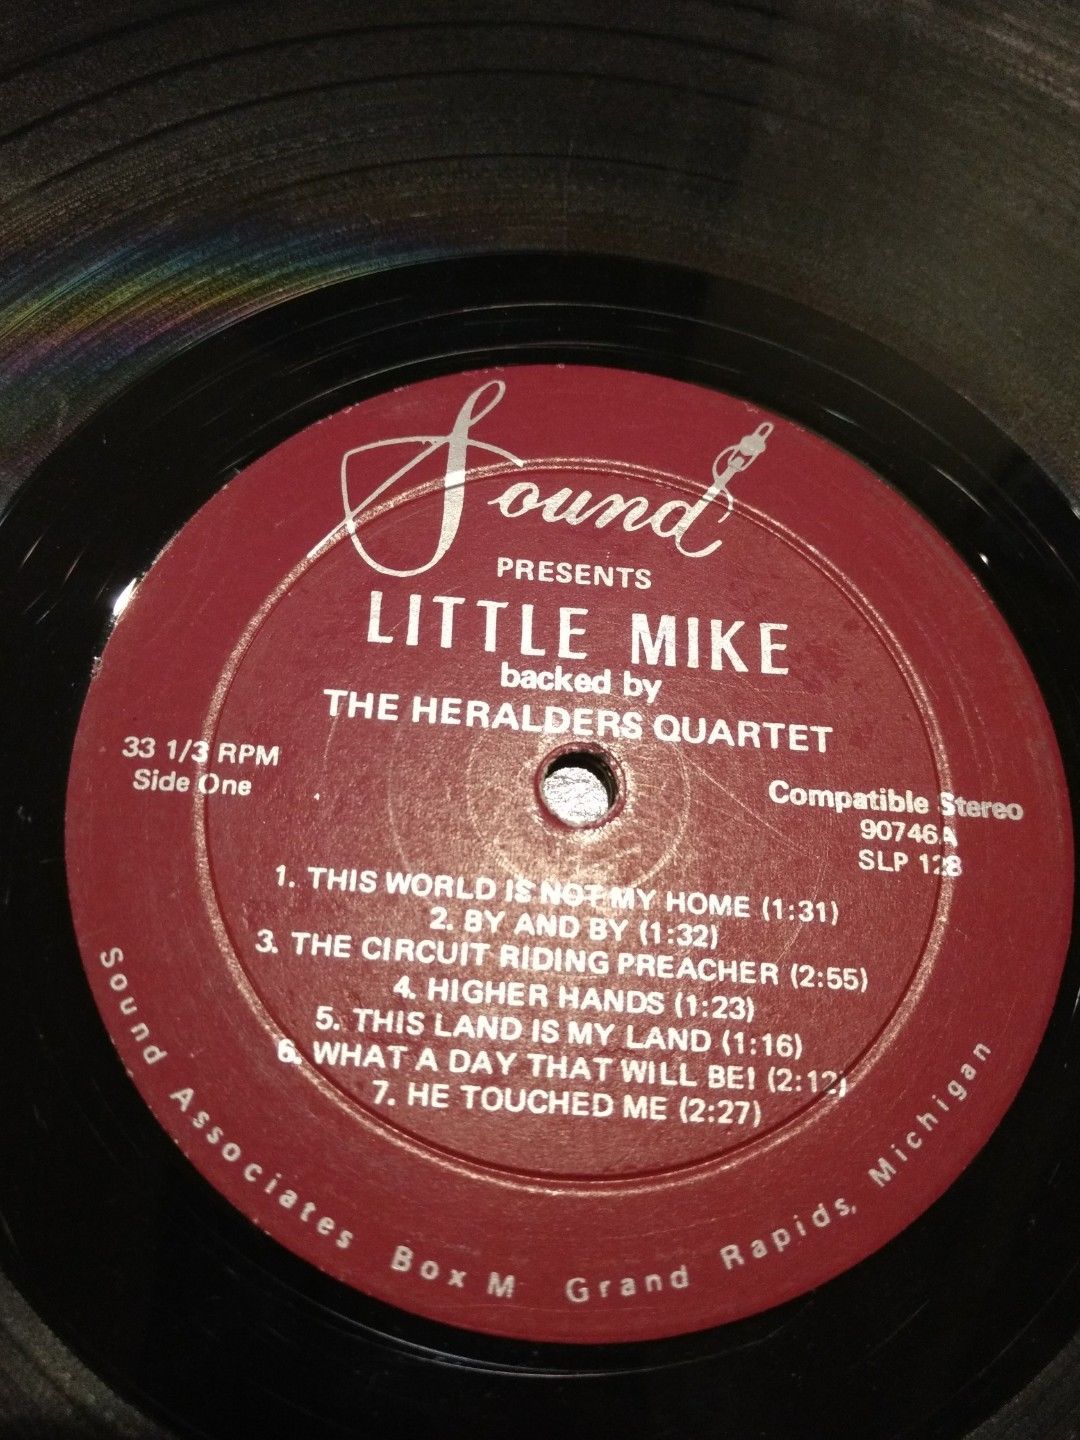 Sound
PRESENTS
LITTLE MIKE
backed by
THE HERALDERS QUARTET
33 1/3 RPM
Side One
Compatible Stereo
90746A
SLP 128
1. THIS WORLD IS NOT MY HOME (1:31)
2. BY AND BY (1:32)
3. THE CIRCUIT RIDING PREACHER (2:55)
4. HIGHER HANDS (1:23)
5. THIS LAND IS MY LAND (1:16)
6. WHAT A DAY THAT WILL BE! (2:12)
7. HE TOUCHED ME (2:27)
Sound Associates Box M Grand Rapids, Michigan